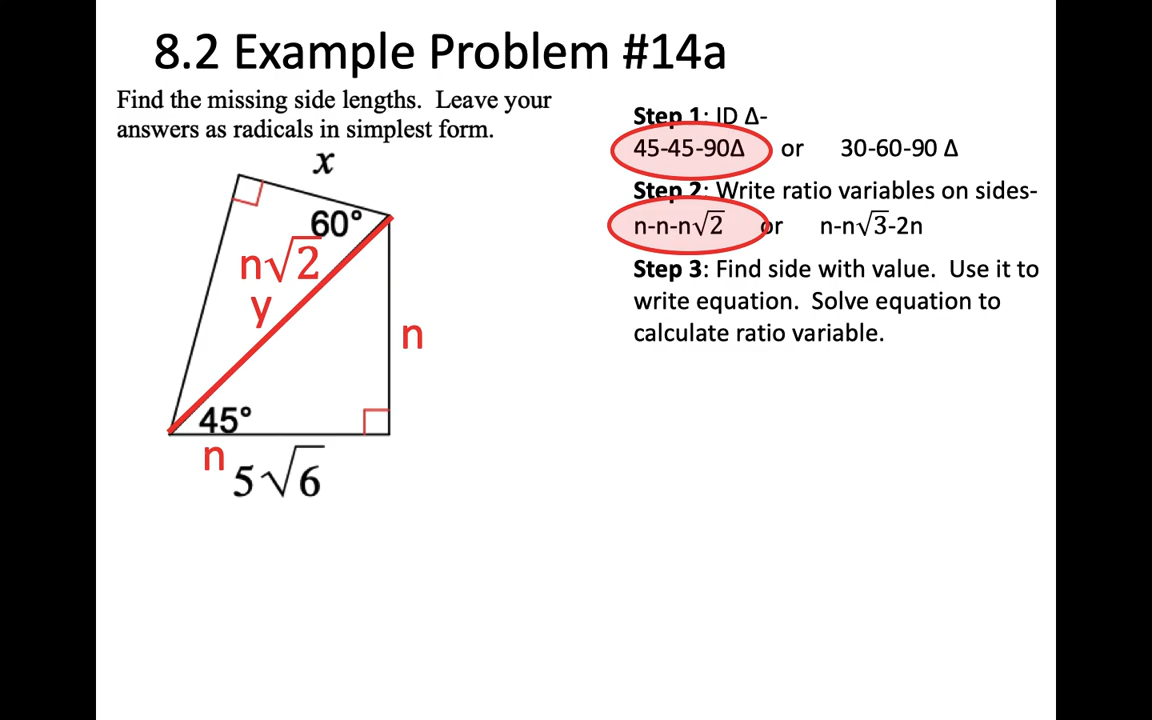 8.2 Example Problem #14a
Find the missing side lengths.  Leave your
answers as radicals in simplest form.
x
60°
n√2
y
n
45°
n
5√6
Step 1: ID Δ-
45-45-90Δ or 30-60-90 Δ
Step 2: Write ratio variables on sides-
n-n-n√2 or n-n√3-2n
Step 3: Find side with value.  Use it to
write equation.  Solve equation to
calculate ratio variable.